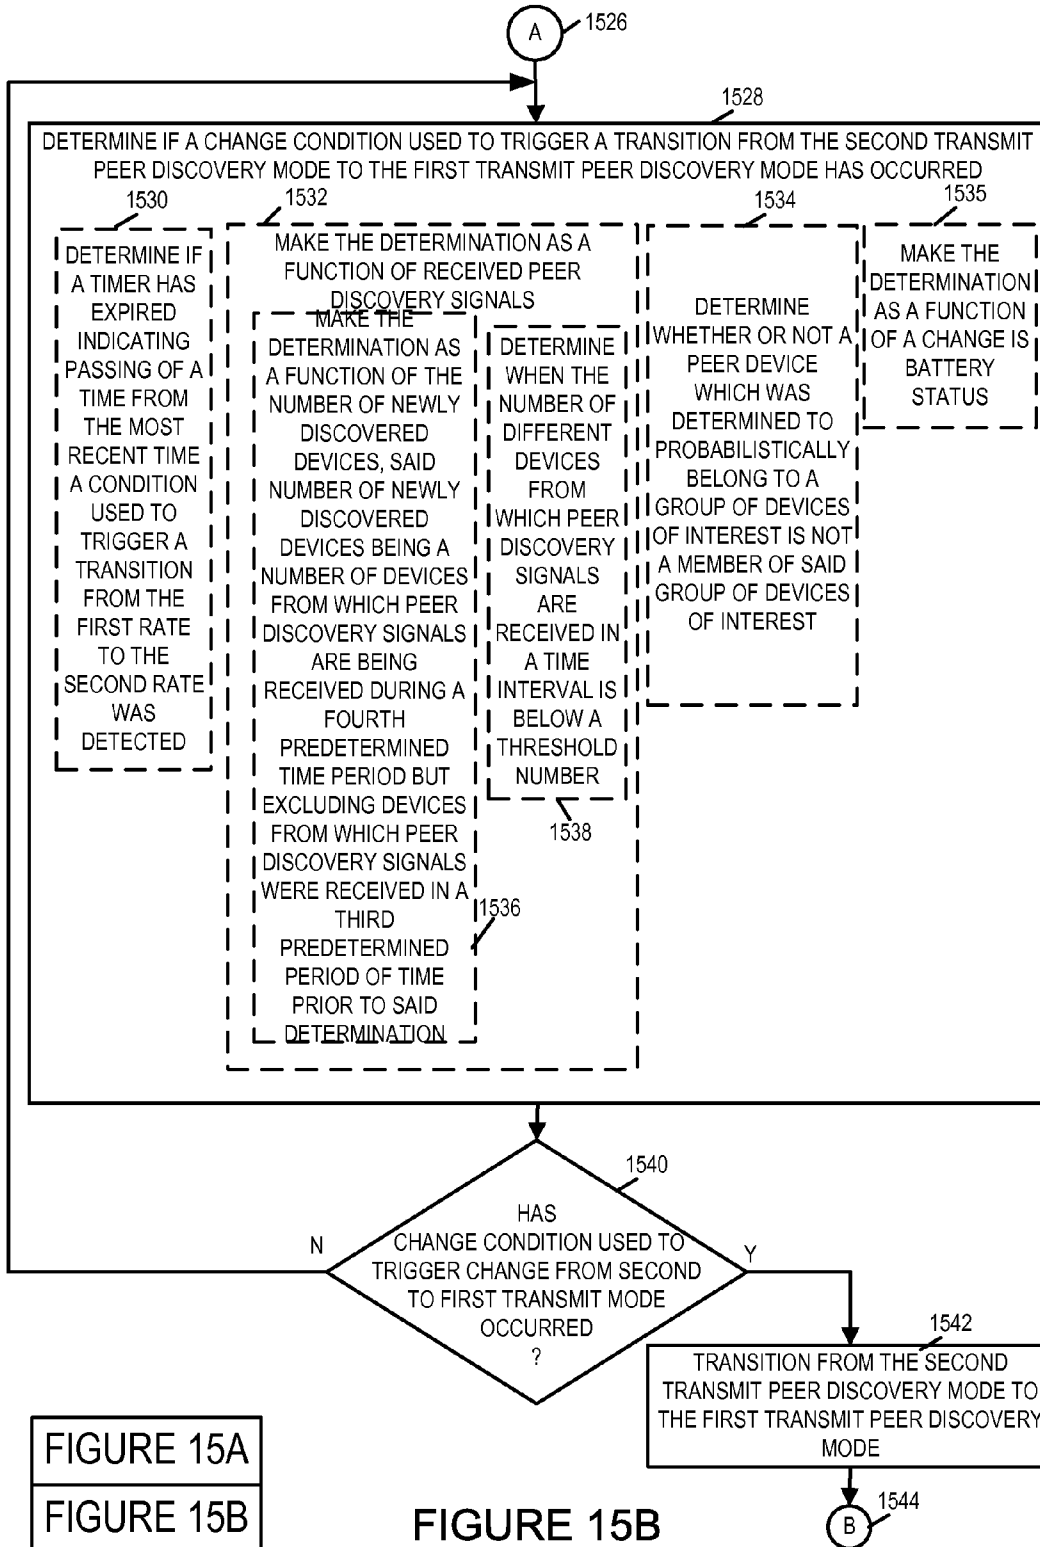 A
1526
1528
DETERMINE IF A CHANGE CONDITION USED TO TRIGGER A TRANSITION FROM THE SECOND TRANSMIT
PEER DISCOVERY MODE TO THE FIRST TRANSMIT PEER DISCOVERY MODE HAS OCCURRED
1530
DETERMINE IF
A TIMER HAS
EXPIRED
INDICATING
PASSING OF A
TIME FROM
THE MOST
RECENT TIME
A CONDITION
USED TO
TRIGGER A
TRANSITION
FROM THE
FIRST RATE
TO THE
SECOND RATE
WAS
DETECTED
1532
MAKE THE DETERMINATION AS A
FUNCTION OF RECEIVED PEER
DISCOVERY SIGNALS
MAKE THE
DETERMINATION AS
A FUNCTION OF THE
NUMBER OF NEWLY
DISCOVERED
DEVICES, SAID
NUMBER OF NEWLY
DISCOVERED
DEVICES BEING A
NUMBER OF DEVICES
FROM WHICH PEER
DISCOVERY SIGNALS
ARE BEING
RECEIVED DURING A
FOURTH
PREDETERMINED
TIME PERIOD BUT
EXCLUDING DEVICES
FROM WHICH PEER
DISCOVERY SIGNALS
WERE RECEIVED IN A
THIRD
PREDETERMINED
PERIOD OF TIME
PRIOR TO SAID
DETERMINATION
1536
DETERMINE
WHEN THE
NUMBER OF
DIFFERENT
DEVICES
FROM
WHICH PEER
DISCOVERY
SIGNALS
ARE
RECEIVED IN
A TIME
INTERVAL IS
BELOW A
THRESHOLD
NUMBER
1538
1534
DETERMINE
WHETHER OR NOT A
PEER DEVICE
WHICH WAS
DETERMINED TO
PROBABILISTICALLY
BELONG TO A
GROUP OF DEVICES
OF INTEREST IS NOT
A MEMBER OF SAID
GROUP OF DEVICES
OF INTEREST
1535
MAKE THE
DETERMINATION
AS A FUNCTION
OF A CHANGE IS
BATTERY
STATUS
1540
HAS
CHANGE CONDITION USED TO
TRIGGER CHANGE FROM SECOND
TO FIRST TRANSMIT MODE
OCCURRED
?
N
Y
1542
TRANSITION FROM THE SECOND
TRANSMIT PEER DISCOVERY MODE TO
THE FIRST TRANSMIT PEER DISCOVERY
MODE
1544
B
FIGURE 15A
FIGURE 15B
FIGURE 15B